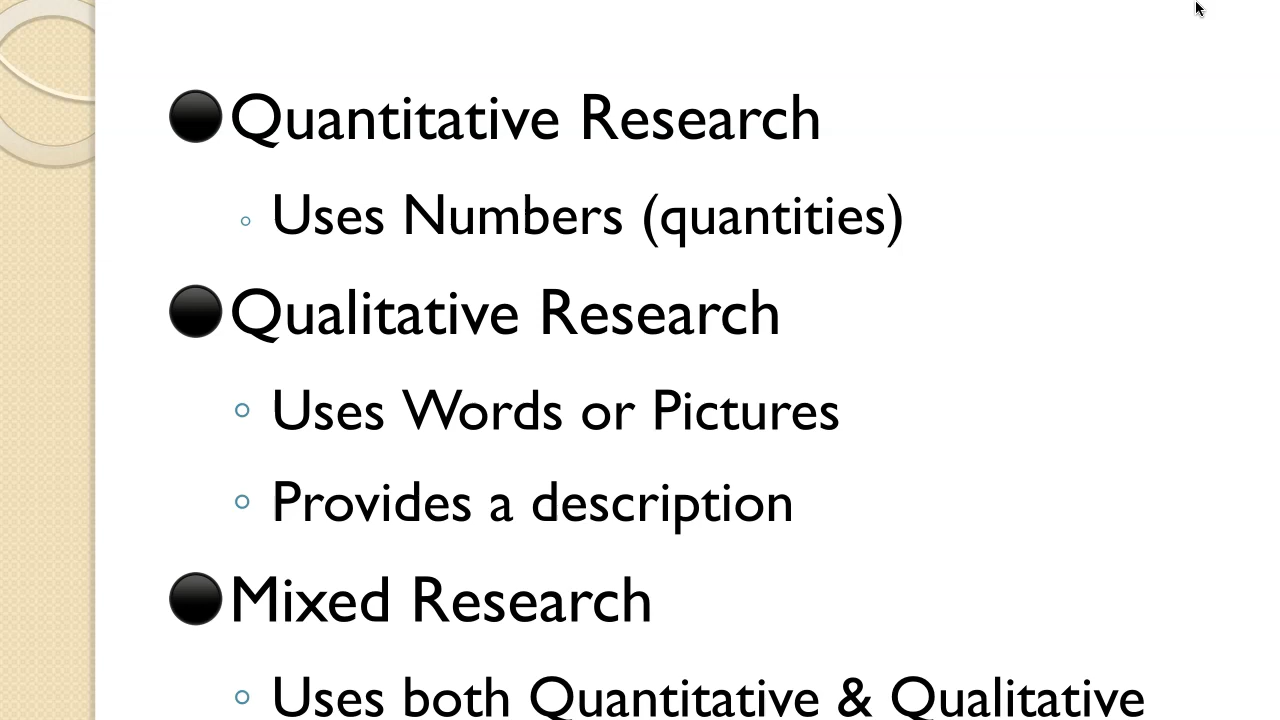 Quantitative Research
Uses Numbers (quantities)
Qualitative Research
Uses Words or Pictures
Provides a description
Mixed Research
Uses both Quantitative & Qualitative